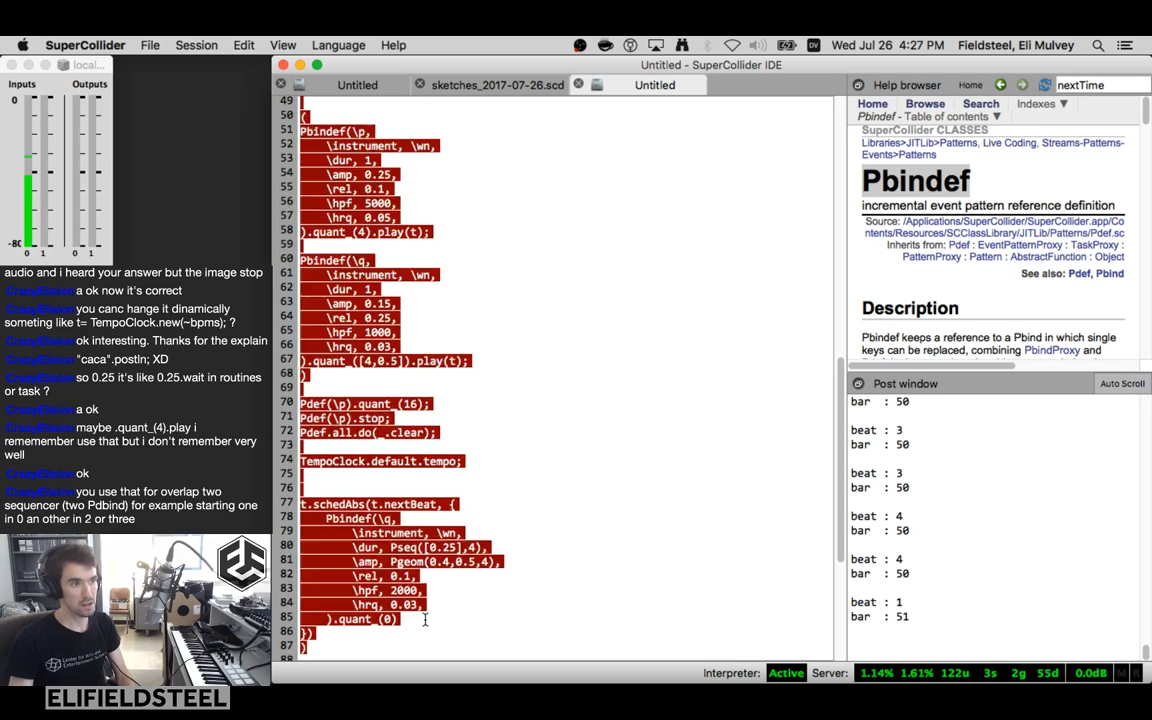 SuperCollider File Session Edit View Language Help
DV Wed Jul 26 4:27 PM Fieldsteel, Eli Mulvey
local...
Inputs Outputs
0
-80
0 1 0 1
audio and i heard your answer but the image stop
a ok now it's correct
you canc hange it dinamically
someting like t= TempoClock.new(~bpms); ?
ok interesting. Thanks for the explain
"caca".postln; XD
so 0.25 it's like 0.25.wait in routines
or task ?
a ok
maybe .quant_(4).play i
rememember use that but i don't remember very
well
ok
you use that for overlap two
sequencer (two Pdbind) for example starting one
in 0 an other in 2 or three
ELIFIELDSTEEL
Untitled - SuperCollider IDE
Untitled sketches_2017-07-26.scd Untitled
49
50 (
51 Pbindef(\p,
52 \instrument, \wn,
53 \dur, 1,
54 \amp, 0.25,
55 \rel, 0.1,
56 \hpf, 5000,
57 \hrq, 0.05,
58 ).quant_(4).play(t);
59
60 Pbindef(\q,
61 \instrument, \wn,
62 \dur, 1,
63 \amp, 0.15,
64 \rel, 0.25,
65 \hpf, 1000,
66 \hrq, 0.03,
67 ).quant_([4,0.5]).play(t);
68 )
69
70 Pdef(\p).quant_(16);
71 Pdef(\p).stop;
72 Pdef.all.do(_.clear);
73
74 TempoClock.default.tempo;
75
76
77 t.schedAbs(t.nextBeat, {
78 Pbindef(\q,
79 \instrument, \wn,
80 \dur, Pseq([0.25],4),
81 \amp, Pgeom(0.4,0.5,4),
82 \rel, 0.1,
83 \hpf, 2000,
84 \hrq, 0.03,
85 ).quant_(0)
86 })
87 )
88
Help browser Home nextTime
Home Browse Search Indexes ▼
Pbindef - Table of contents ▼
SuperCollider CLASSES
Libraries>JITLib>Patterns, Live Coding, Streams-Patterns-
Events>Patterns
Pbindef
incremental event pattern reference definition
Source: /Applications/SuperCollider/SuperCollider.app/Co
ntents/Resources/SCClassLibrary/JITLib/Patterns/Pdef.sc
Inherits from: Pdef : EventPatternProxy : TaskProxy :
PatternProxy : Pattern : AbstractFunction : Object
See also: Pdef, Pbind
Description
Pbindef keeps a reference to a Pbind in which single
keys can be replaced, combining PbindProxy and
Post window Auto Scroll
bar : 50
beat : 3
bar : 50
beat : 3
bar : 50
beat : 4
bar : 50
beat : 4
bar : 50
beat : 1
bar : 51
Interpreter: Active Server: 1.14% 1.61% 122u 3s 2g 55d 0.0dB M R